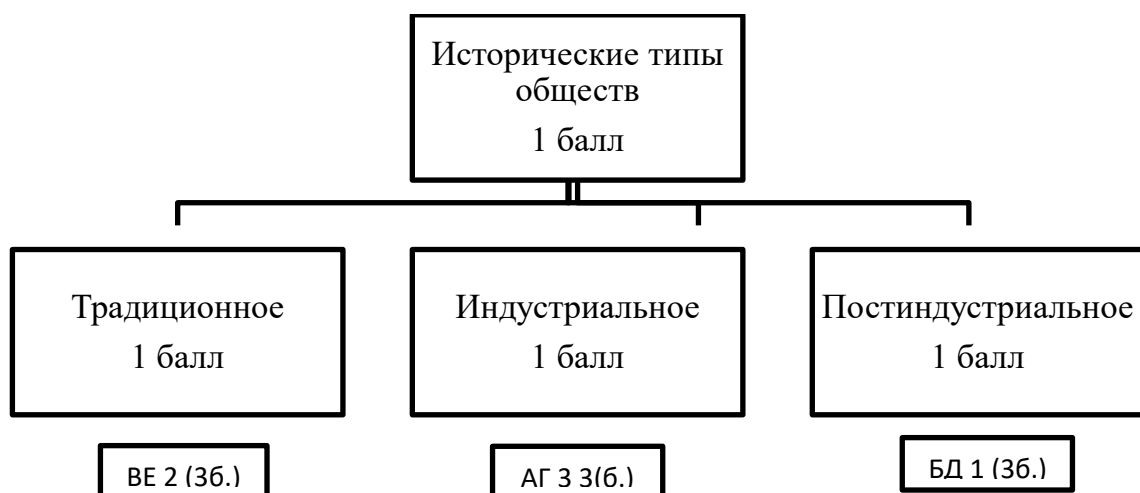 Исторические типы
обществ
1 балл
Традиционное
1 балл
Индустриальное
1 балл
Постиндустриальное
1 балл
ВЕ 2 (3б.)
АГ 3 3(б.)
БД 1 (3б.)